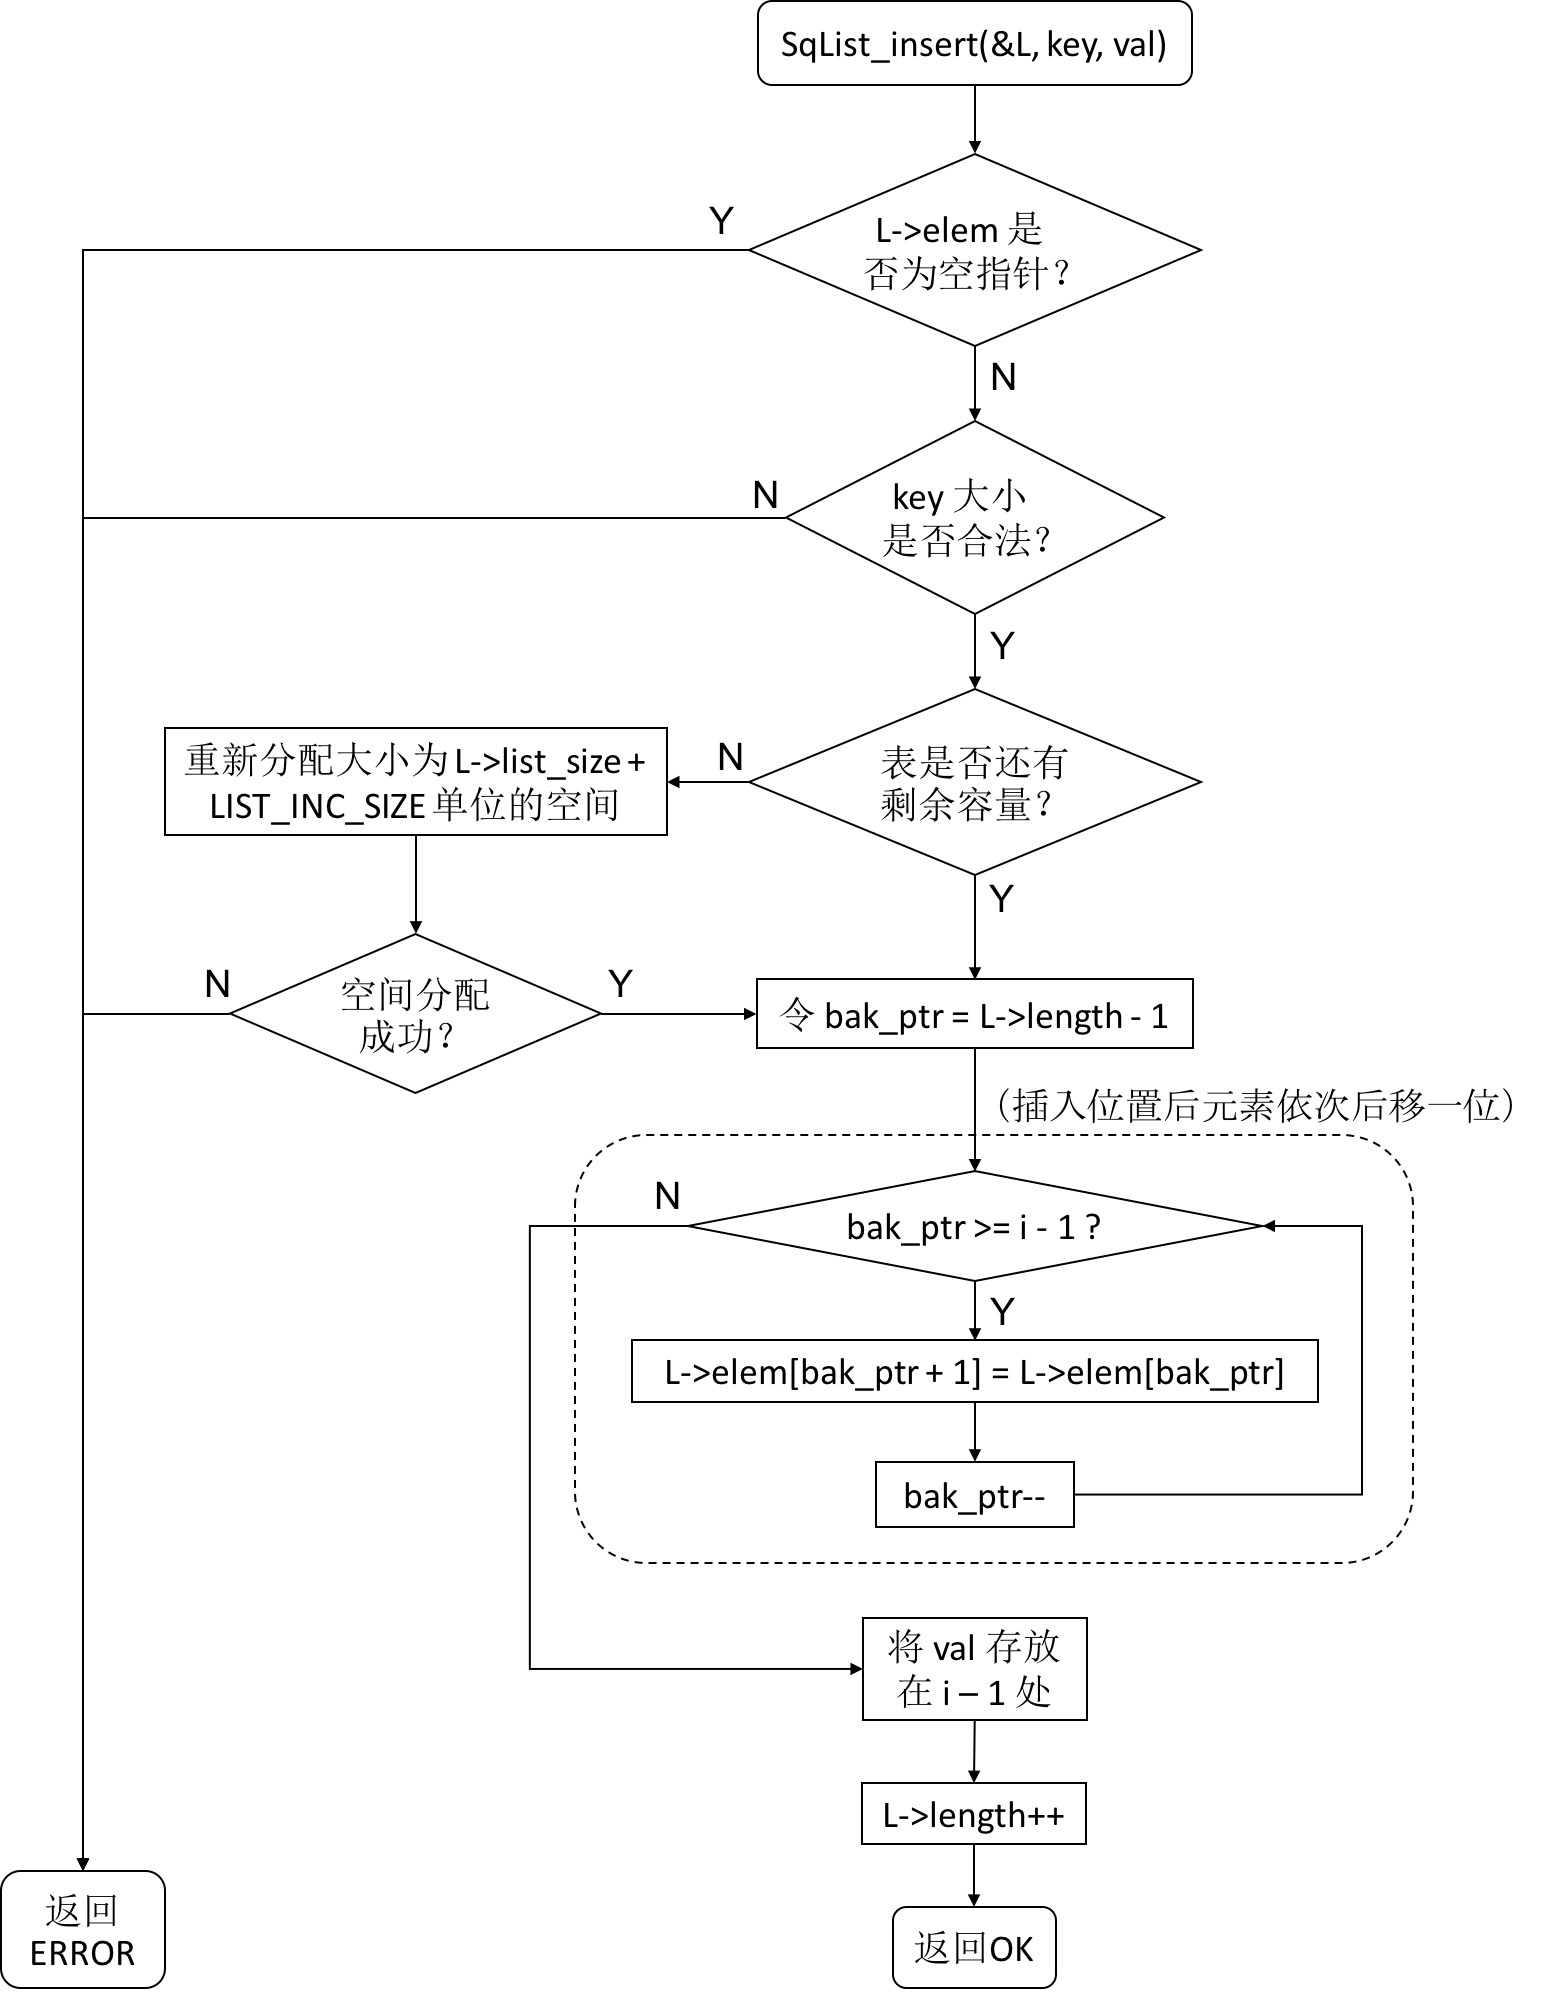 SqList_insert(&L, key, val)
Y
L->elem 是
否为空指针？
N
N
key 大小
是否合法？
Y
重新分配大小为 L->list_size +
LIST_INC_SIZE 单位的空间
N
表是否还有
剩余容量？
Y
N
空间分配
成功？
Y
令 bak_ptr = L->length - 1
（插入位置后元素依次后移一位）
N
bak_ptr >= i - 1 ?
Y
L->elem[bak_ptr + 1] = L->elem[bak_ptr]
bak_ptr--
将 val 存放
在 i – 1 处
L->length++
返回
ERROR
返回OK